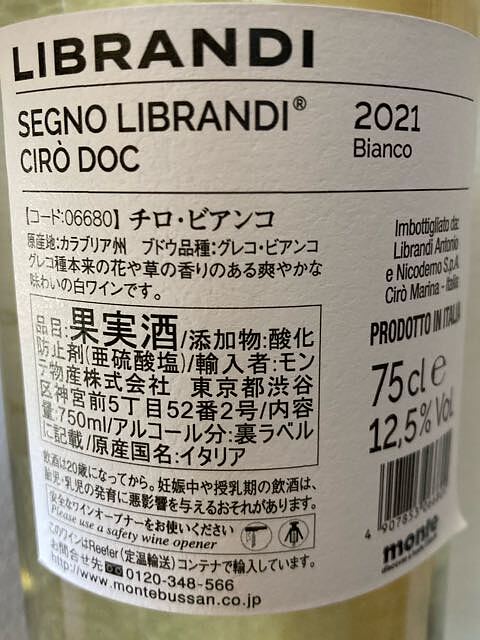 LIBRANDI
SEGNO LIBRANDI®
CIRÒ DOC
2021
Bianco
【コード:06680】チロ・ビアンコ
原産地:カラブリア州 ブドウ品種:グレコ・ビアンコ
グレコ種本来の花や草の香りのある爽やかな
味わいの白ワインです。
品目:果実酒/添加物:酸化
防止剤(亜硫酸塩)/輸入者:モン
テ物産株式会社 東京都渋谷
区神宮前5丁目52番2号/内容
量:750ml/アルコール分:裏ラベル
に記載/原産国名:イタリア
飲酒は20歳になってから。妊娠中や授乳期の飲酒は、
胎児・乳児の発育に悪影響を与えるおそれがあります。
安全なワインオープナーをお使いください
Please use a safety wine opener
このワインはReefer(定温輸送)コンテナで輸入しています。
お問合せ先 0120-348-566
http://www.montebussan.co.jp
Imbottigliato da:
Librandi Antonio
e Nicodemo S.p.A.
Cirò Marina - Italia
PRODOTTO IN ITALIA
75 cl e
12,5% Vol.
4 907853
monte